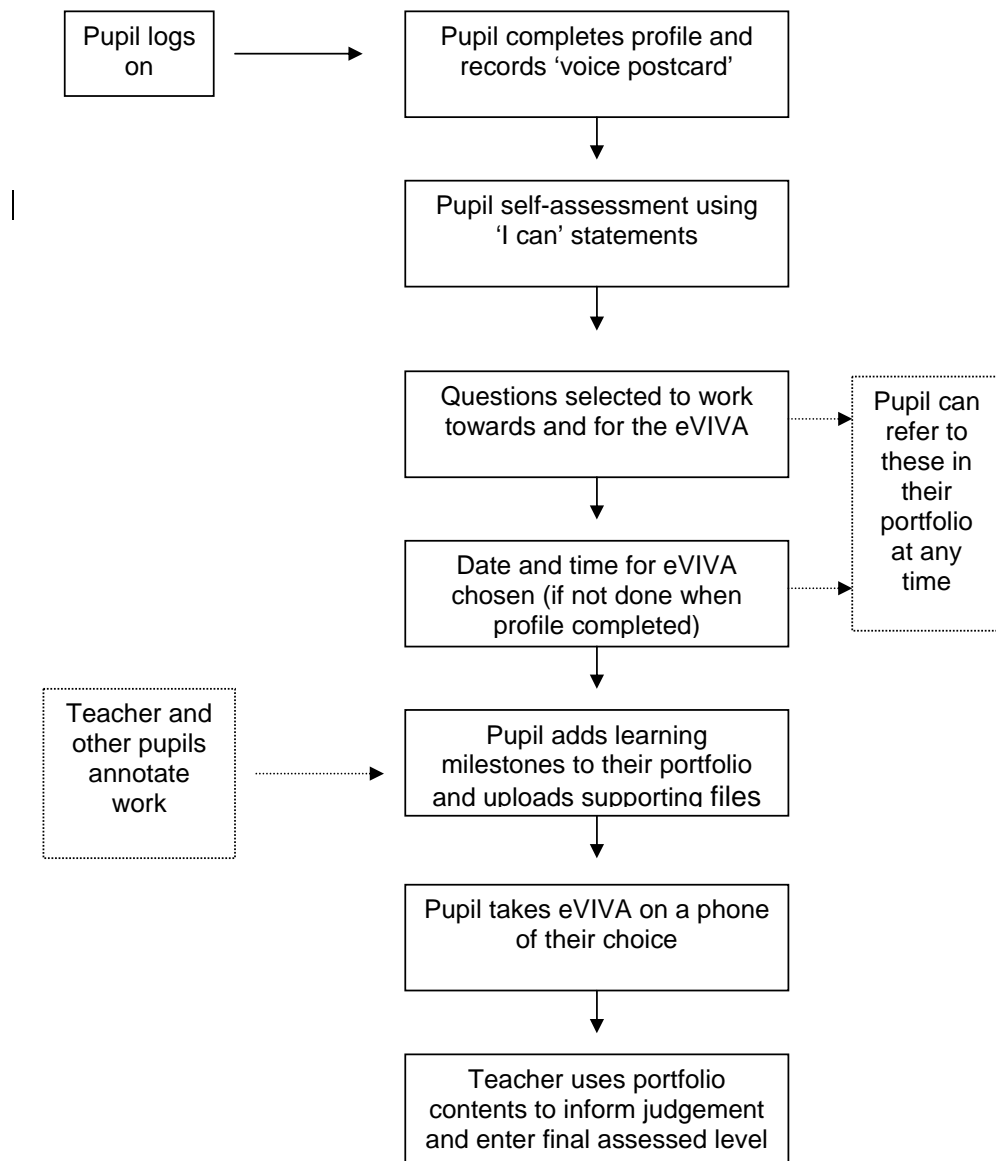 Pupil logs
on
Pupil completes profile and
records ‘voice postcard’
Pupil self-assessment using
‘I can’ statements
Questions selected to work
towards and for the eVIVA
Pupil can
refer to
these in
their
portfolio
at any
time
Date and time for eVIVA
chosen (if not done when
profile completed)
Teacher and
other pupils
annotate
work
Pupil adds learning
milestones to their portfolio
and uploads supporting files
Pupil takes eVIVA on a phone
of their choice
Teacher uses portfolio
contents to inform judgement
and enter final assessed level